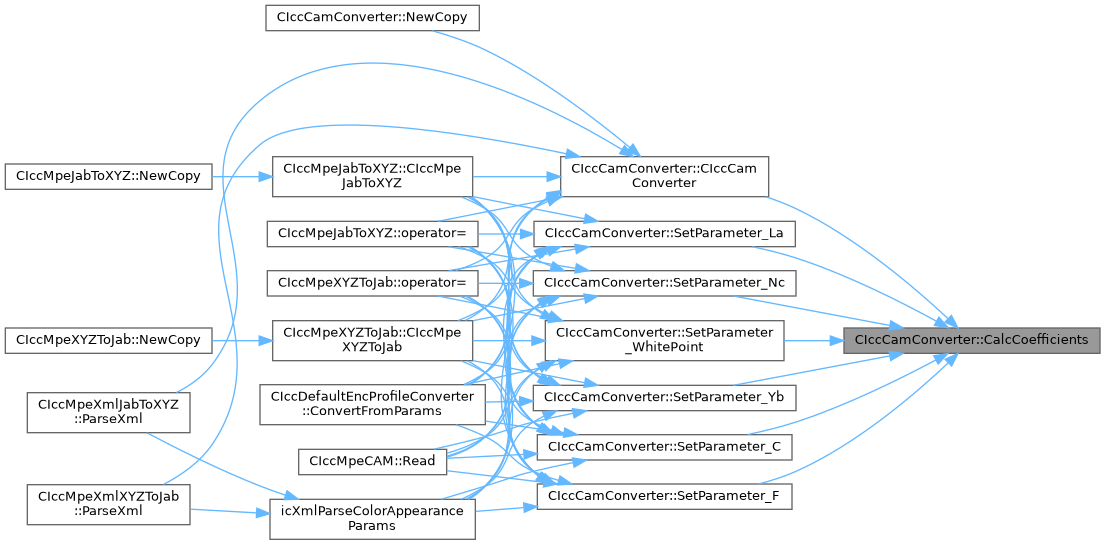 CIccCamConverter::NewCopy
CIccMpeJabToXYZ::NewCopy
CIccMpeJabToXYZ::CIccMpe
JabToXYZ
CIccCamConverter::CIccCam
Converter
CIccMpeJabToXYZ::operator=
CIccCamConverter::SetParameter_La
CIccMpeXYZToJab::operator=
CIccCamConverter::SetParameter_Nc
CIccMpeXYZToJab::NewCopy
CIccMpeXYZToJab::CIccMpe
XYZToJab
CIccCamConverter::SetParameter
_WhitePoint
CIccCamConverter::CalcCoefficients
CIccMpeXmlJabToXYZ
::ParseXml
CIccDefaultEncProfileConverter
::ConvertFromParams
CIccCamConverter::SetParameter_Yb
CIccMpeCAM::Read
CIccCamConverter::SetParameter_C
CIccMpeXmlXYZToJab
::ParseXml
icXmlParseColorAppearance
Params
CIccCamConverter::SetParameter_F